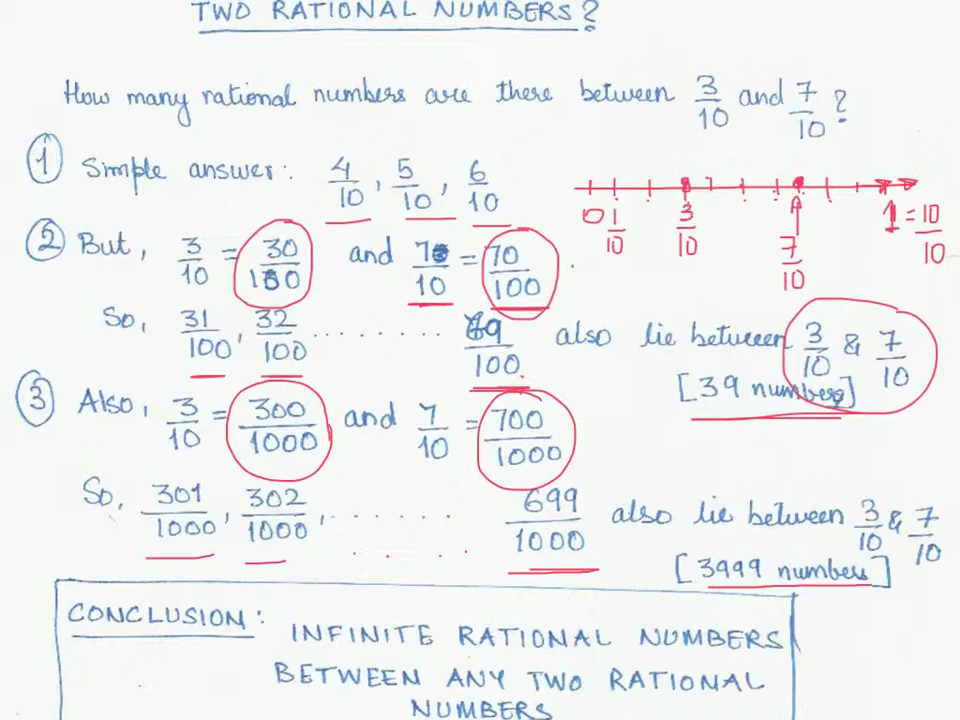 TWO RATIONAL NUMBERS?
How many rational numbers are there between 3/10 and 7/10?
① Simple answer: 4/10, 5/10, 6/10
0 1/10 3/10 7/10 1=10/10
② But, 3/10 = 30/100 and 7/10 = 70/100.
So, 31/100, 32/100 ........ 69/100 also lie between 3/10 & 7/10
[39 numbers]
③ Also, 3/10 = 300/1000 and 7/10 = 700/1000
So, 301/1000, 302/1000, ....... 699/1000 also lie between 3/10 & 7/10
[3999 numbers]
CONCLUSION:
INFINITE RATIONAL NUMBERS
BETWEEN ANY TWO RATIONAL
NUMBERS